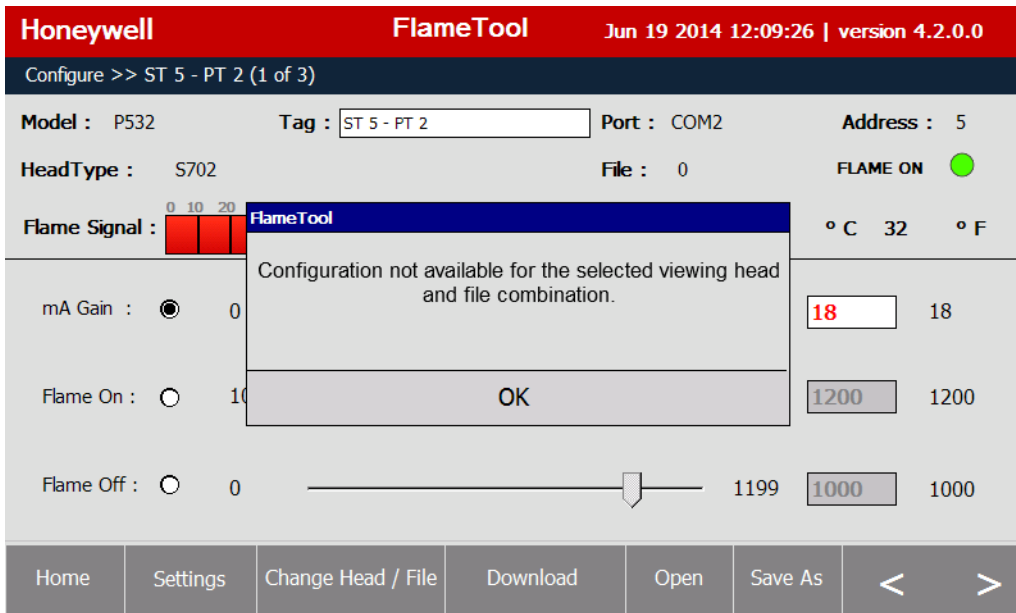 Honeywell FlameTool Jun 19 2014 12:09:26 | version 4.2.0.0
Configure >> ST 5 - PT 2 (1 of 3)
Model : P532 Tag : ST 5 - PT 2 Port : COM2 Address : 5
HeadType : S702 File : 0 FLAME ON
0 10 20
Flame Signal : º C 32 º F
FlameTool
Configuration not available for the selected viewing head
and file combination.
OK
mA Gain : 0 18 18
Flame On : 1200 1200
Flame Off : 0 1199 1000 1000
Home Settings Change Head / File Download Open Save As < >